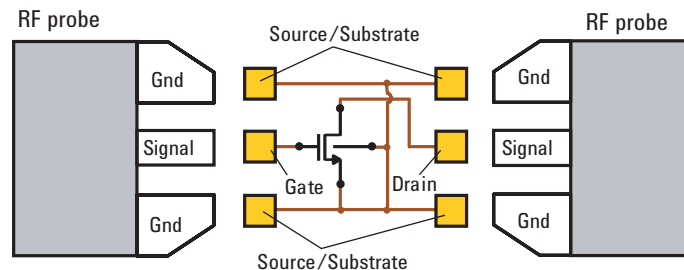 RF probe
Source/Substrate
RF probe
Gnd
Gnd
Signal
Signal
Gate
Drain
Gnd
Gnd
Source/Substrate